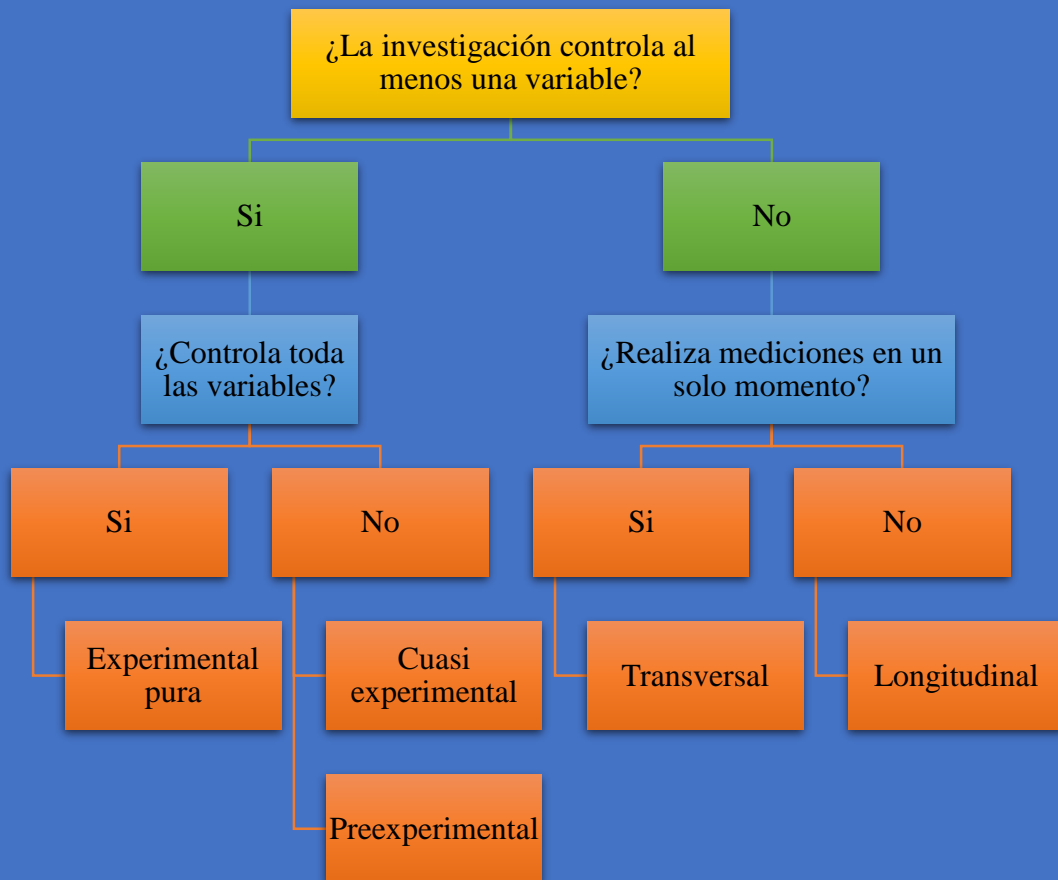 ¿La investigación controla al
menos una variable?
Si
No
¿Controla toda
las variables?
¿Realiza mediciones en un
solo momento?
Si
No
Si
No
Experimental
pura
Cuasi
experimental
Transversal
Longitudinal
Preexperimental